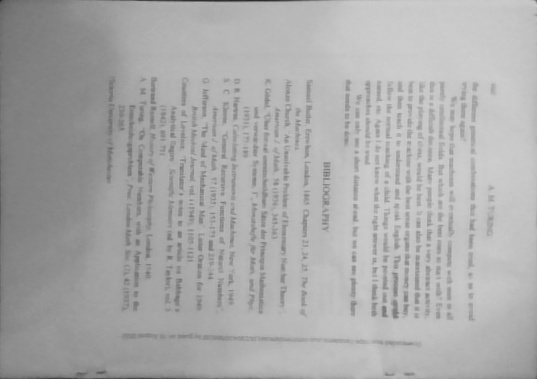 460 A. M. TURING:
the different genetical combinations that had been tried, so as to avoid
trying them again.
We may hope that machines will eventually compete with men in all
purely intellectual fields. But which are the best ones to start with? Even
this is a difficult decision. Many people think that a very abstract activity,
like the playing of chess, would be best. It can also be maintained that it is
best to provide the machine with the best sense organs that money can buy,
and then teach it to understand and speak English. This process could
follow the normal teaching of a child. Things would be pointed out and
named, etc. Again I do not know what the right answer is, but I think both
approaches should be tried.
We can only see a short distance ahead, but we can see plenty there
that needs to be done.
BIBLIOGRAPHY
Samuel Butler, Erewhon, London, 1865. Chapters 23, 24, 25, The Book of
the Machines.
Alonzo Church, "An Unsolvable Problem of Elementary Number Theory",
American J. of Math., 58 (1936), 345-363.
K. Gödel, "Über formal unentscheidbare Sätze der Principia Mathematica
und verwandter Systeme, I", Monatshefte für Math. und Phys.,
(1931), 173-189.
D. R. Hartree, Calculating Instruments and Machines, New York, 1949.
S. C. Kleene, "General Recursive Functions of Natural Numbers",
American J. of Math., 57 (1935), 153-173 and 219-244.
G. Jefferson, "The Mind of Mechanical Man". Lister Oration for 1949.
British Medical Journal, vol. i (1949), 1105-1121.
Countess of Lovelace, "Translator's notes to an article on Babbage's
Analytical Engine", Scientific Memoirs (ed. by R. Taylor), vol. 3
(1842), 691-731.
Bertrand Russell, History of Western Philosophy, London, 1940.
A. M. Turing, "On Computable Numbers, with an Application to the
Entscheidungsproblem", Proc. London Math. Soc. (2), 42 (1937),
230-265.
Victoria University of Manchester.